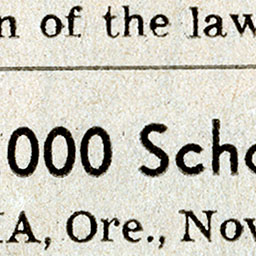 n of the law
000 Scho
IA, Ore., Nov